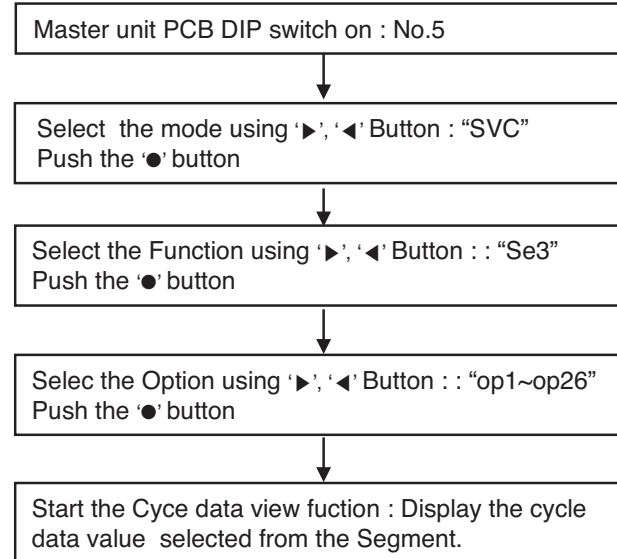 Master unit PCB DIP switch on : No.5
Select the mode using ‘▶’, ‘◀’ Button : “SVC”
Push the ‘●’ button
Select the Function using ‘▶’, ‘◀’ Button : : “Se3”
Push the ‘●’ button
Selec the Option using ‘▶’, ‘◀’ Button : : “op1~op26”
Push the ‘●’ button
Start the Cyce data view fuction : Display the cycle
data value selected from the Segment.